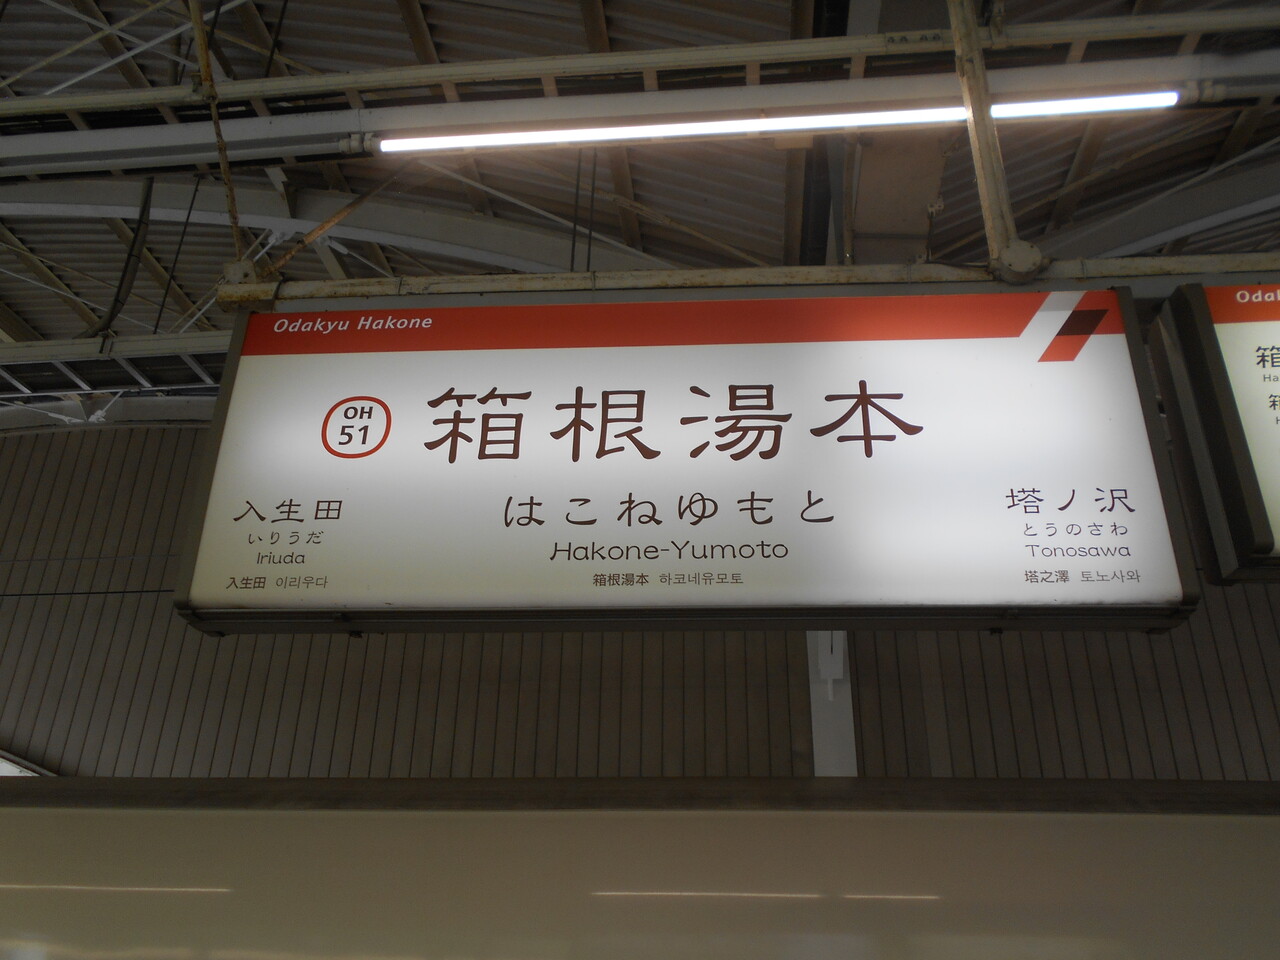 Odakyu Hakone
OH
51
箱根湯本
はこねゆもと
Hakone-Yumoto
箱根湯本 하코네유모토
入生田
いりうだ
Iriuda
入生田 이리우다
塔ノ沢
とうのさわ
Tonosawa
塔之澤 토노사와